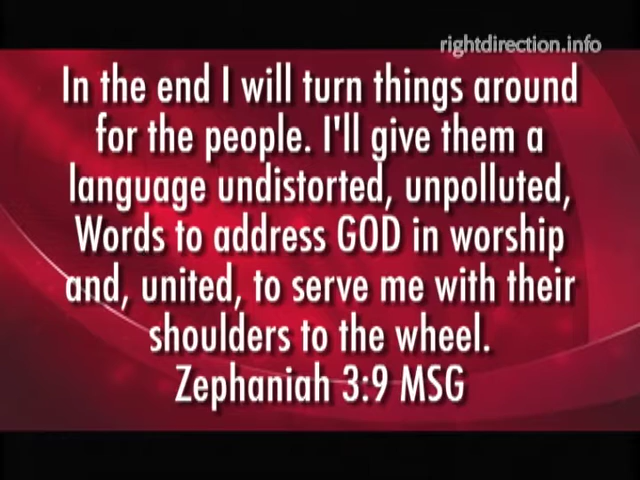 rightdirection.info
In the end I will turn things around
for the people. I'll give them a
language undistorted, unpolluted,
Words to address GOD in worship
and, united, to serve me with their
shoulders to the wheel.
Zephaniah 3:9 MSG